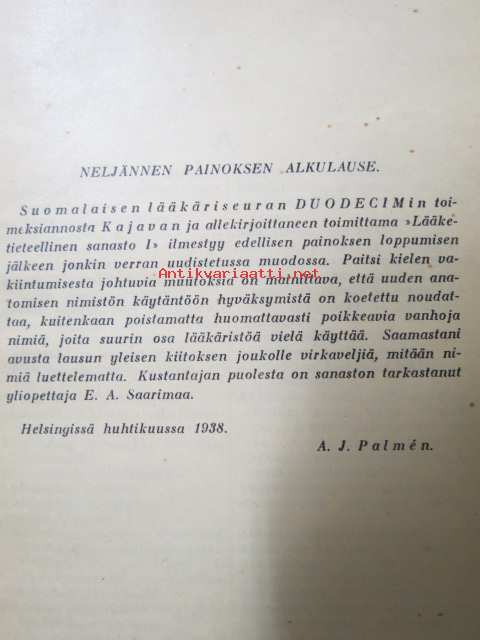 NELJÄNNEN PAINOKSEN ALKULAUSE.
Suomalaisen lääkäriseuran DUODECIMin toi-
meksiannosta Kajavan ja allekirjoittaneen toimittama »Lääke-
tieteellinen sanasto I» ilmestyy edellisen painoksen loppumisen
jälkeen jonkin verran uudistetussa muodossa. Paitsi kielen va-
kiintumisesta johtuvia muutoksia on mainittava, että uuden ana-
Antikvariaatti.net
tomisen nimistön käytäntöön hyväksymistä on koetettu noudat-
taa, kuitenkaan poistamatta huomattavasti poikkeavia vanhoja
nimiä, joita suurin osa lääkäristöä vielä käyttää. Saamastani
avusta lausun yleisen kiitoksen joukolle virkaveljiä, mitään ni-
miä luettelematta. Kustantajan puolesta on sanaston tarkastanut
yliopettaja E. A. Saarimaa.
Helsingissä huhtikuussa 1938.
A. J. Palmén.